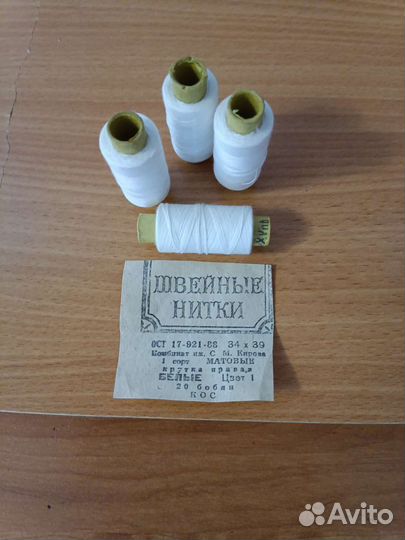 ШВЕЙНЫЕ
НИТКИ
ОСТ 17-921-88 34 х 39
Комбинат им. С. М. Кирова
1 сорт МАТОВЫЕ
крутка правая
БЕЛЫЕ Цвет 1
20 бобин
КОС
Avito